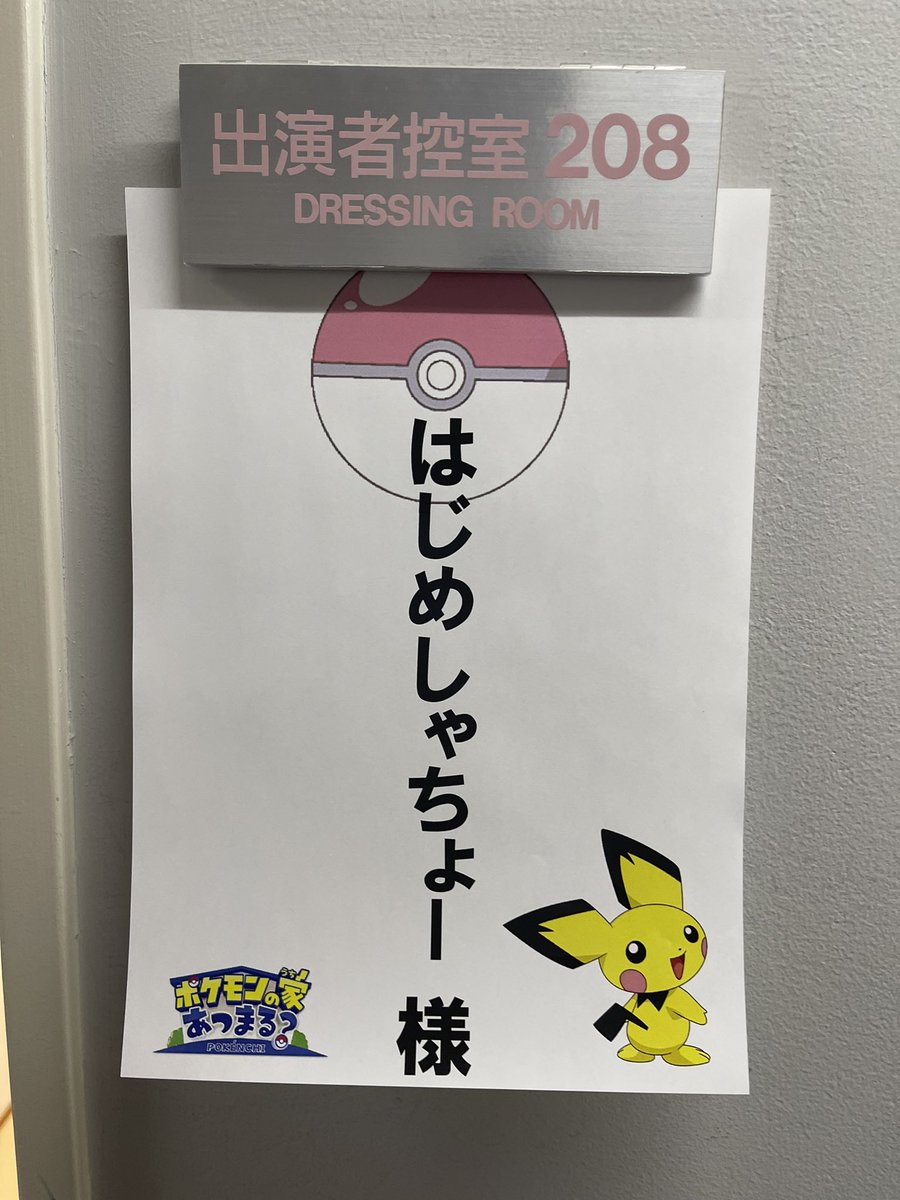 出演者控室 208
DRESSING ROOM
はじめしゃちょー 様
うち
ポケモンの家
あつまる?
POKÉNCHI